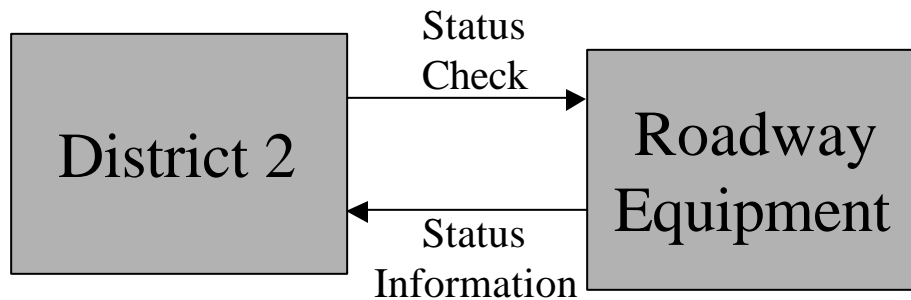 Status
Check
District 2
Roadway
Equipment
Status
Information